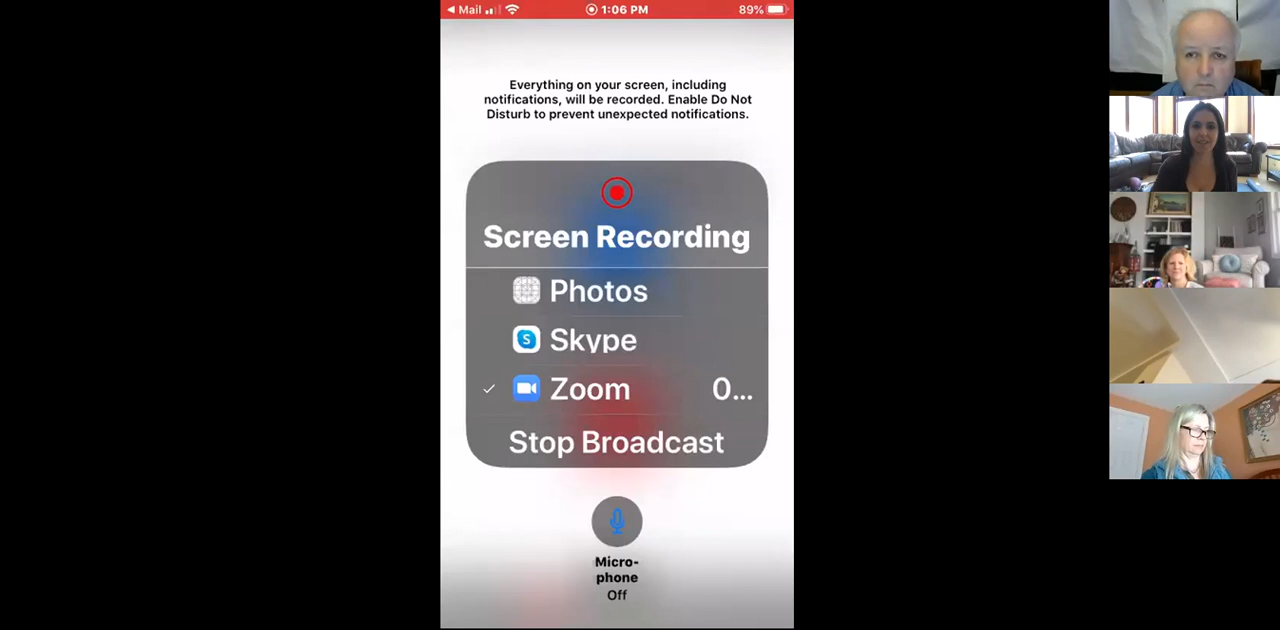 Mail 1:06 PM 89%
Everything on your screen, including
notifications, will be recorded. Enable Do Not
Disturb to prevent unexpected notifications.
Screen Recording
Photos
S Skype
Zoom 0...
Stop Broadcast
Micro-
phone
Off